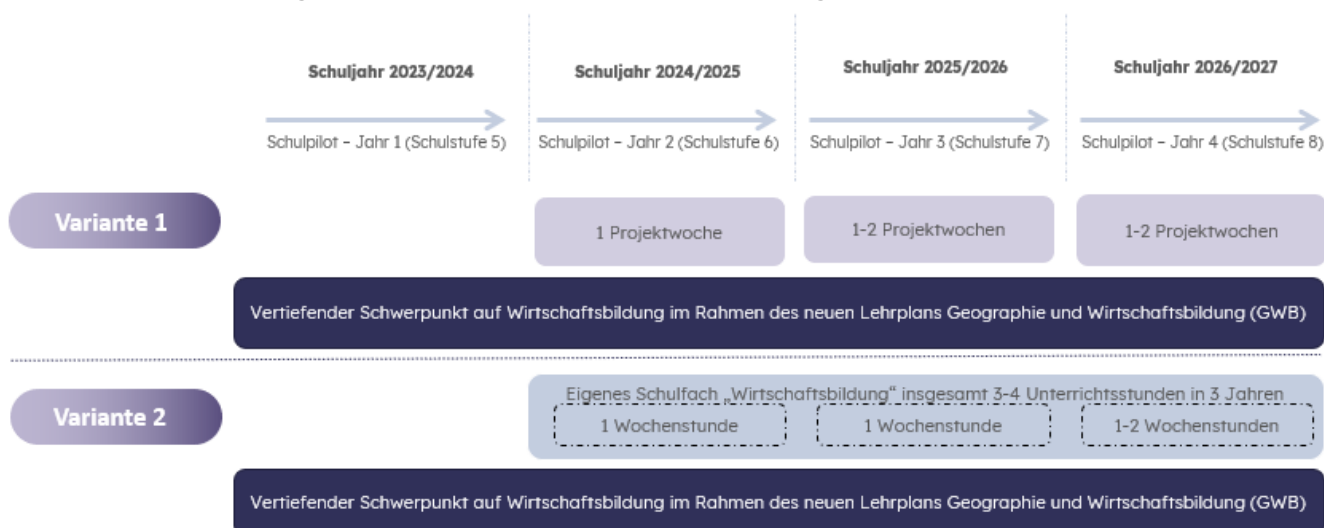 Schuljahr 2023/2024
Schuljahr 2024/2025
Schuljahr 2025/2026
Schuljahr 2026/2027
Schulpilot – Jahr 1 (Schulstufe 5)
Schulpilot – Jahr 2 (Schulstufe 6)
Schulpilot – Jahr 3 (Schulstufe 7)
Schulpilot – Jahr 4 (Schulstufe 8)
Variante 1
1 Projektwoche
1-2 Projektwochen
1-2 Projektwochen
Vertiefender Schwerpunkt auf Wirtschaftsbildung im Rahmen des neuen Lehrplans Geographie und Wirtschaftsbildung (GWB)
Variante 2
Eigenes Schulfach „Wirtschaftsbildung" insgesamt 3-4 Unterrichtsstunden in 3 Jahren
1 Wochenstunde
1 Wochenstunde
1-2 Wochenstunden
Vertiefender Schwerpunkt auf Wirtschaftsbildung im Rahmen des neuen Lehrplans Geographie und Wirtschaftsbildung (GWB)